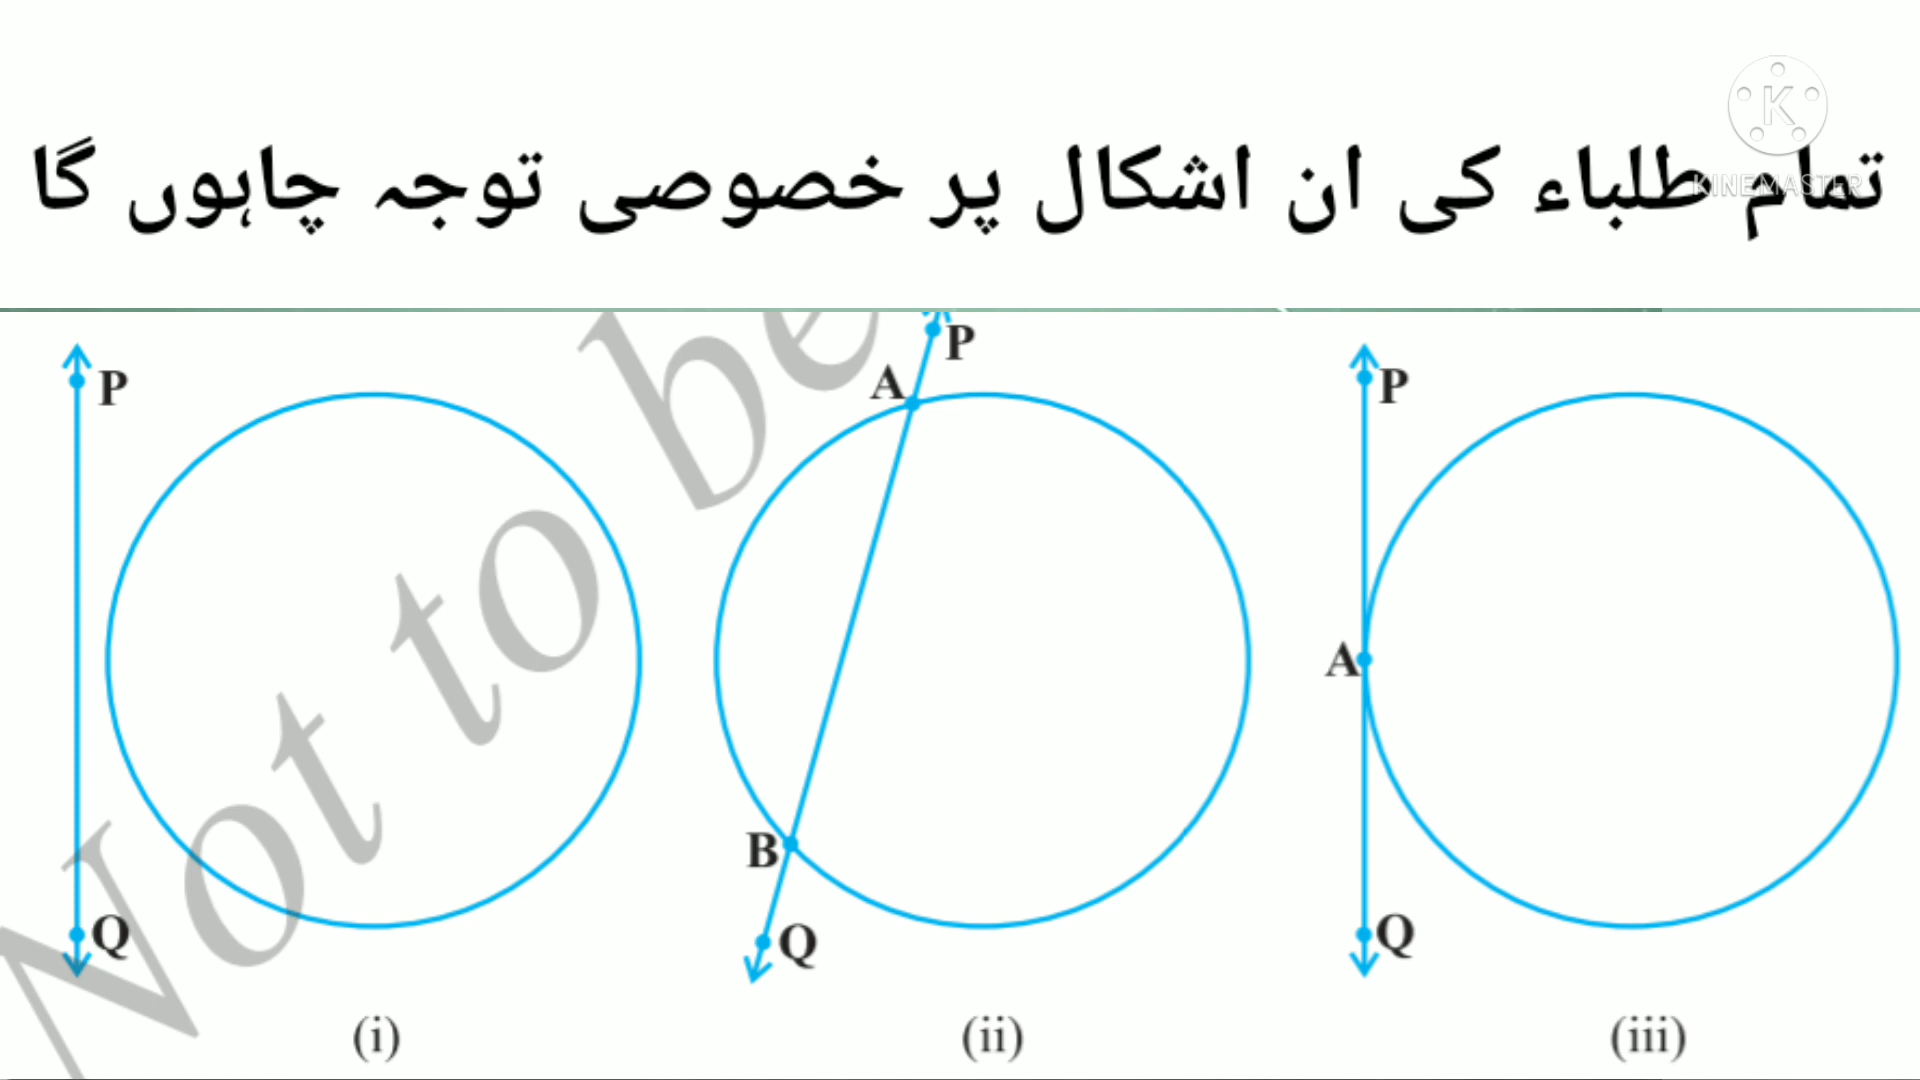 تمام طلباء کی ان اشکال پر خصوصی توجہ چاہوں گا
K
KINEMASTER
Not to be
P
Q
(i)
P
A
B
Q
(ii)
P
A
Q
(iii)